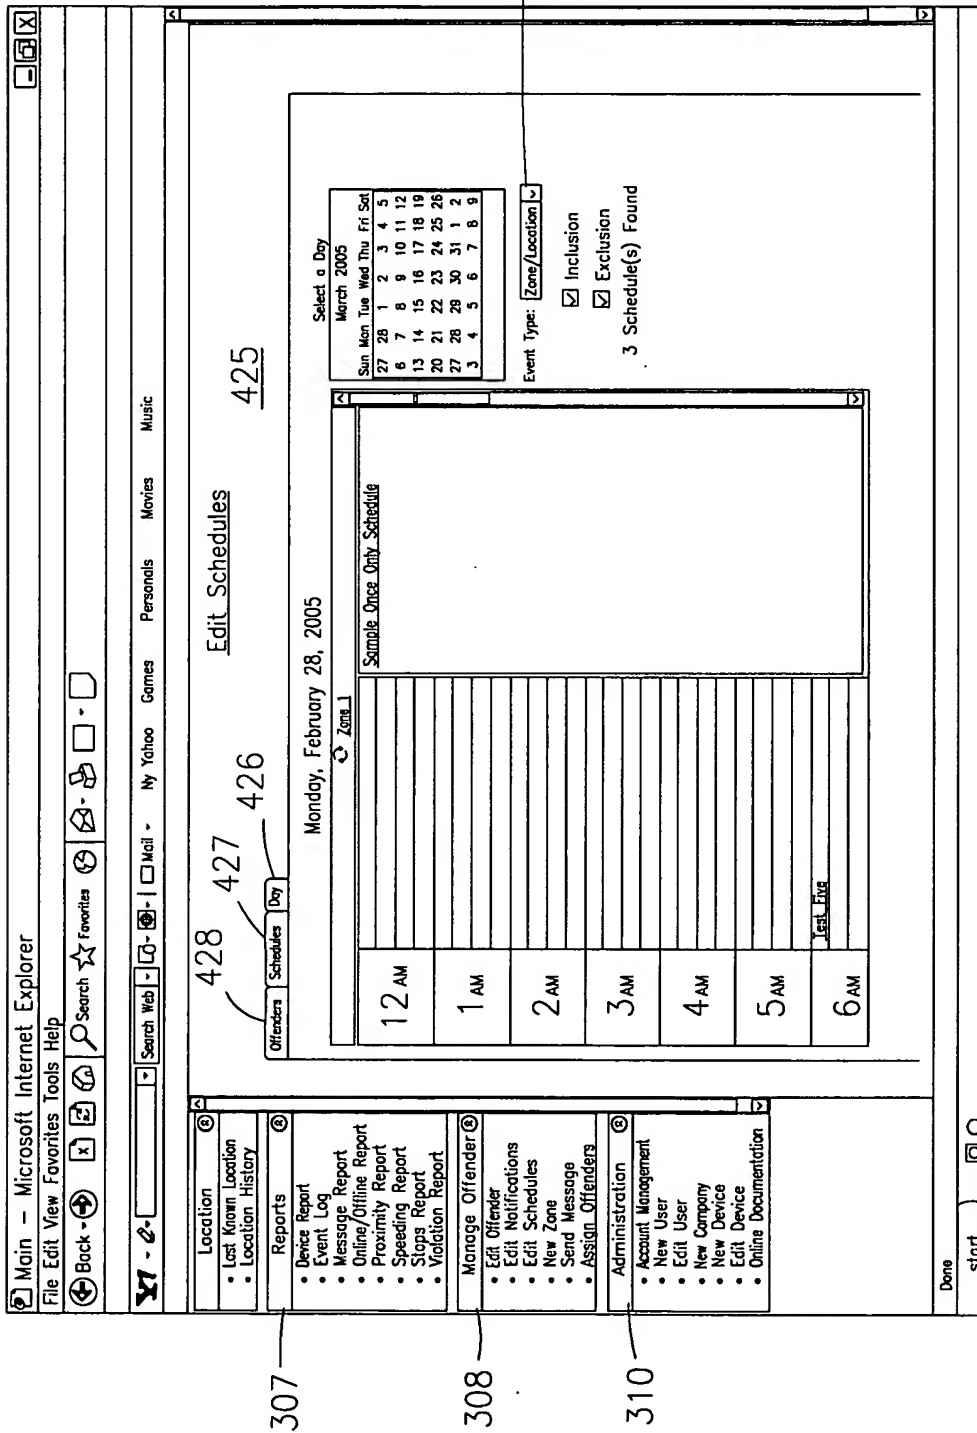 Main – Microsoft Internet Explorer
File Edit View Favorites Tools Help
Back Search Favorites
Y! Search Web Mail Ny Yahoo Games Personals Movies Music
307
308
310
Location
• Last Known Location
• Location History
Reports
• Device Report
• Event Log
• Message Report
• Online/Offline Report
• Proximity Report
• Speeding Report
• Stops Report
• Violation Report
Manage Offender
• Edit Offender
• Edit Notifications
• Edit Schedules
• New Zone
• Send Message
• Assign Offenders
Administration
• Account Management
• New User
• Edit User
• New Company
• New Device
• Edit Device
• Online Documentation
Edit Schedules
425
428
427
426
Offenders Schedules Day
Monday, February 28, 2005
Zone 1
12 AM
1 AM
2 AM
3 AM
4 AM
5 AM
6 AM
Test Five
Sample Once Only Schedule
Select a Day
March 2005
Sun Mon Tue Wed Thu Fri Sat
27 28 1 2 3 4 5
6 7 8 9 10 11 12
13 14 15 16 17 18 19
20 21 22 23 24 25 26
27 28 29 30 31 1 2
3 4 5 6 7 8 9
Event Type: Zone/Location
Inclusion
Exclusion
3 Schedule(s) Found
Done
start